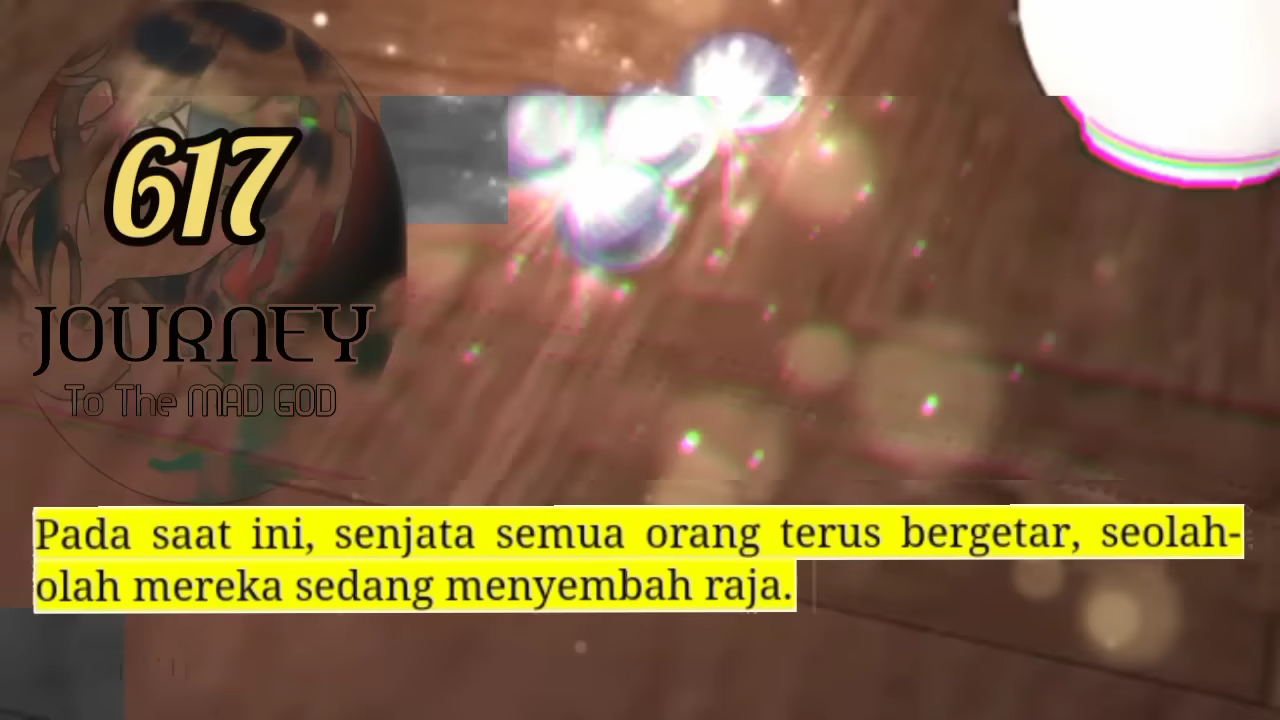 617
JOURNEY
To The MAD GOD
Pada saat ini, senjata semua orang terus bergetar, seolah-
olah mereka sedang menyembah raja.